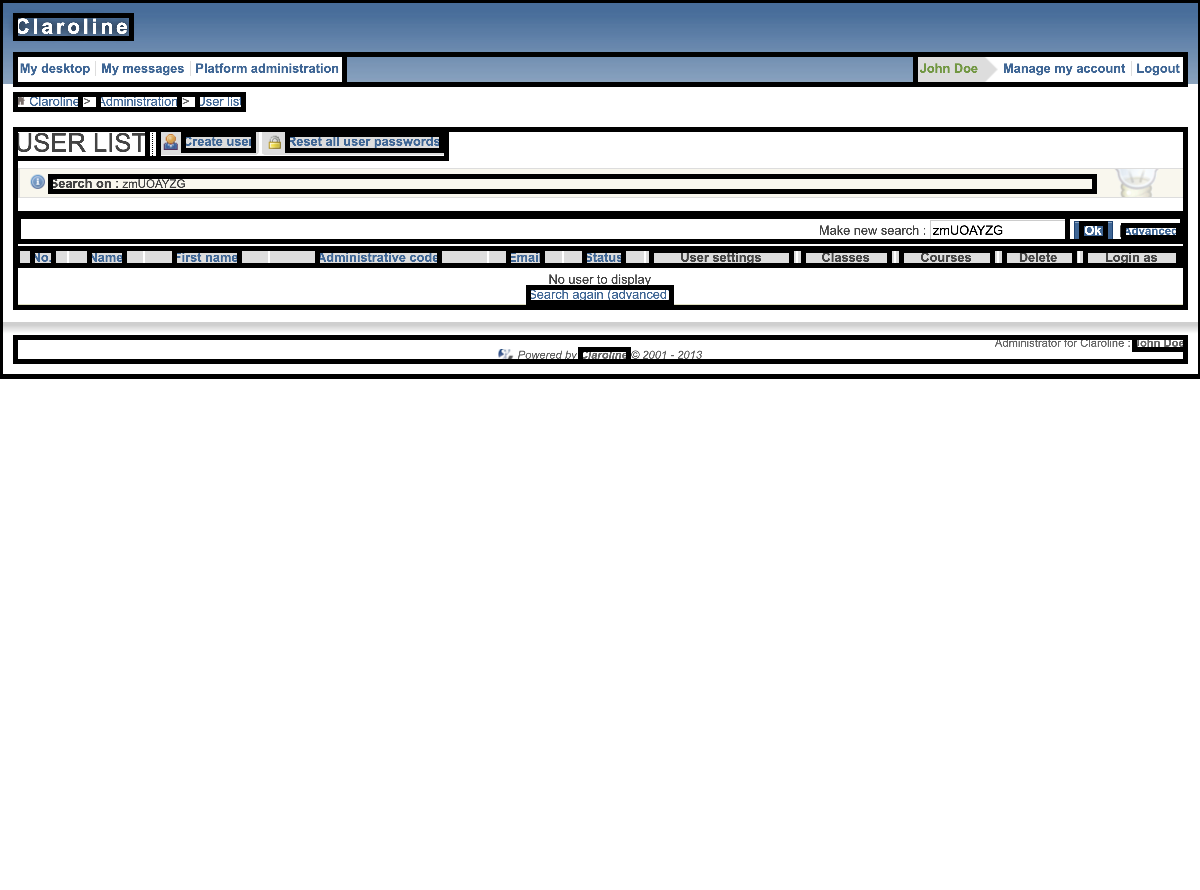 Claroline
My desktop My messages Platform administration John Doe Manage my account Logout
Claroline > Administration > User list
USER LIST Create user Reset all user passwords
Search on : zmUOAYZG
Make new search : zmUOAYZG Ok Advanced
No. Name First name Administrative code Email Status User settings Classes Courses Delete Login as
No user to display
Search again (advanced)
Administrator for Claroline : John Doe
Powered by Claroline © 2001 - 2013